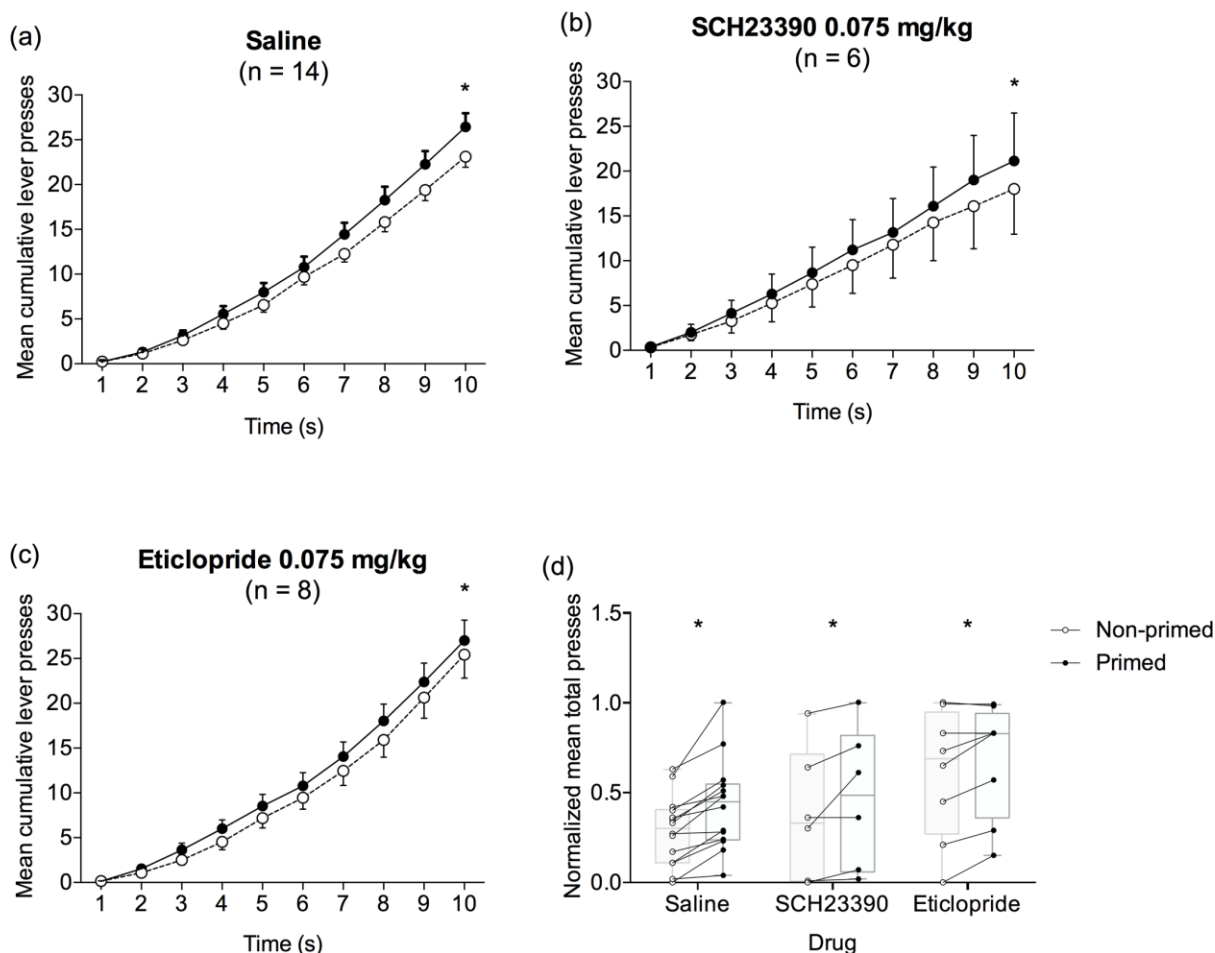 (a)
Saline
(n = 14)
*
Mean cumulative lever presses
30
25
20
15
10
5
0
1 2 3 4 5 6 7 8 9 10
Time (s)
(b)
SCH23390 0.075 mg/kg
(n = 6)
*
Mean cumulative lever presses
30
25
20
15
10
5
0
1 2 3 4 5 6 7 8 9 10
Time (s)
(c)
Eticlopride 0.075 mg/kg
(n = 8)
*
Mean cumulative lever presses
30
25
20
15
10
5
0
1 2 3 4 5 6 7 8 9 10
Time (s)
(d)
Normalized mean total presses
1.5
1.0
0.5
0.0
* * *
Saline SCH23390 Eticlopride
Drug
Non-primed
Primed